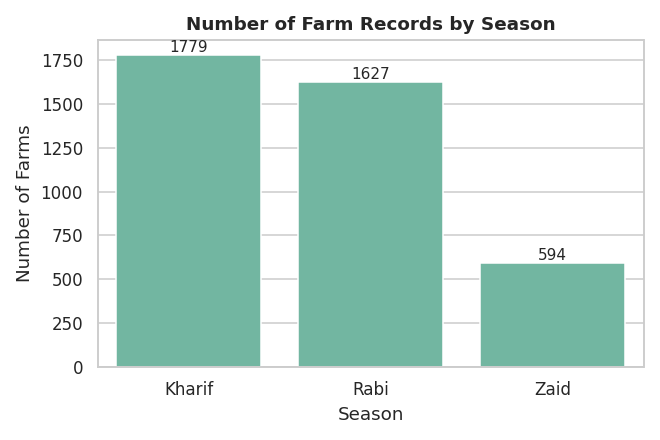 Number of Farm Records by Season
Number of Farms
1750
1500
1250
1000
750
500
250
0
1779
1627
594
Kharif
Rabi
Zaid
Season